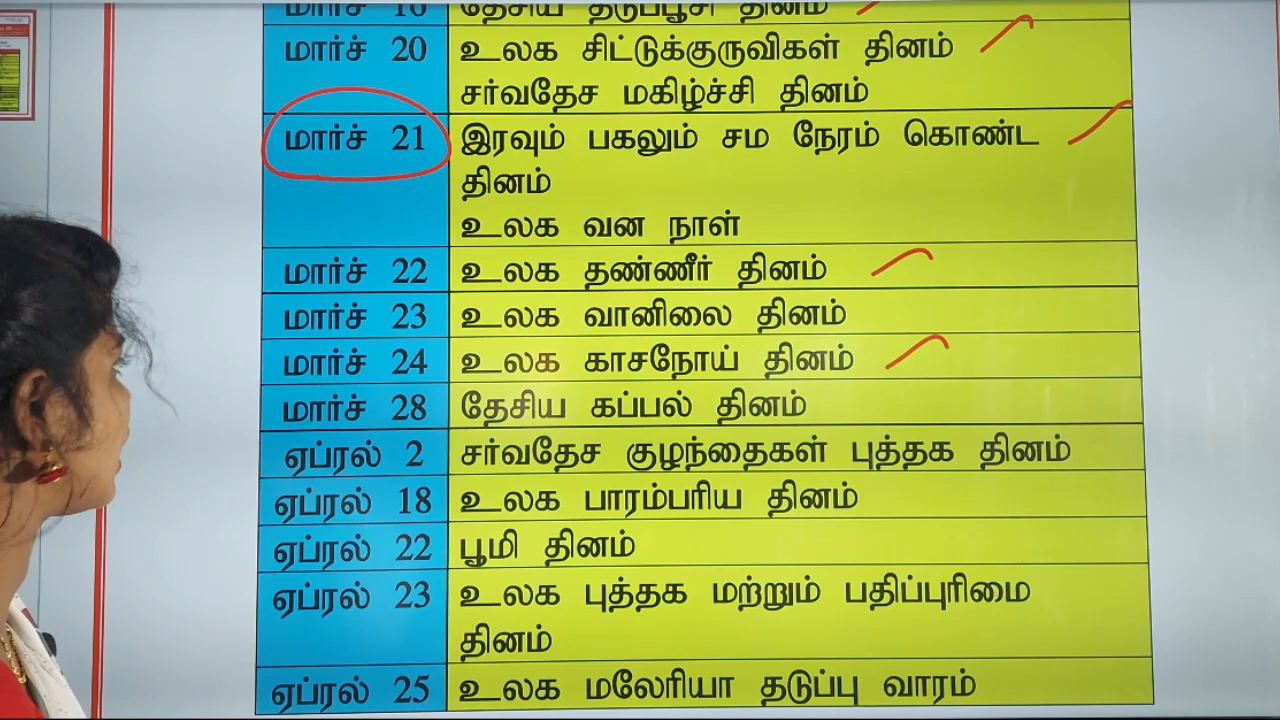 மார்ச் 16 தேசிய தடுப்பூசி தினம்
மார்ச் 20 உலக சிட்டுக்குருவிகள் தினம்
சர்வதேச மகிழ்ச்சி தினம்
மார்ச் 21 இரவும் பகலும் சம நேரம் கொண்ட
தினம்
உலக வன நாள்
மார்ச் 22 உலக தண்ணீர் தினம்
மார்ச் 23 உலக வானிலை தினம்
மார்ச் 24 உலக காசநோய் தினம்
மார்ச் 28 தேசிய கப்பல் தினம்
ஏப்ரல் 2 சர்வதேச குழந்தைகள் புத்தக தினம்
ஏப்ரல் 18 உலக பாரம்பரிய தினம்
ஏப்ரல் 22 பூமி தினம்
ஏப்ரல் 23 உலக புத்தக மற்றும் பதிப்புரிமை
தினம்
ஏப்ரல் 25 உலக மலேரியா தடுப்பு வாரம்